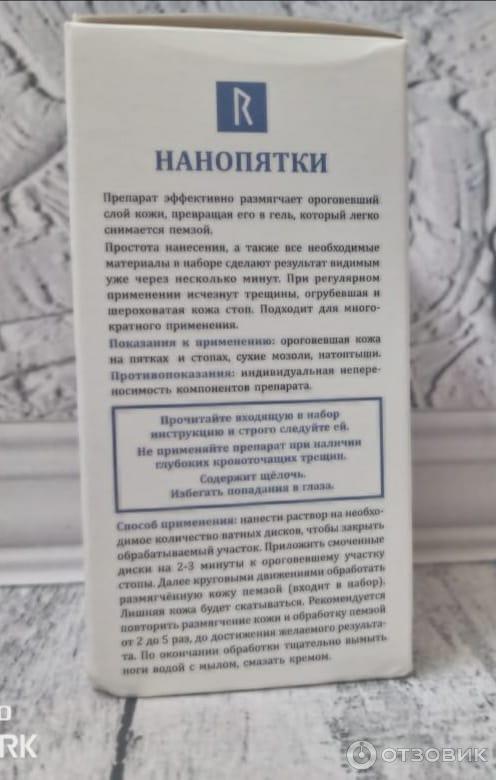 R
НАНОПЯТКИ
Препарат эффективно размягчает ороговевший
слой кожи, превращая его в гель, который легко
снимается пемзой.
Простота нанесения, а также все необходимые
материалы в наборе сделают результат видимым
уже через несколько минут. При регулярном
применении исчезнут трещины, огрубевшая и
шероховатая кожа стоп. Подходит для много-
кратного применения.
Показания к применению: ороговевшая кожа
на пятках и стопах, сухие мозоли, натоптыши.
Противопоказания: индивидуальная непере-
носимость компонентов препарата.
Прочитайте входящую в набор
инструкцию и строго следуйте ей.
Не применяйте препарат при наличии
глубоких кровоточащих трещин.
Содержит щёлочь.
Избегать попадания в глаза.
Способ применения: нанести раствор на необхо-
димое количество ватных дисков, чтобы закрыть
обрабатываемый участок. Приложить смоченные
диски на 2-3 минуты к ороговевшему участку
стопы. Далее круговыми движениями обработать
размягчённую кожу пемзой (входит в набор).
Лишняя кожа будет скатываться. Рекомендуется
повторить размягчение кожи и обработку пемзой
от 2 до 5 раз, до достижения желаемого результа-
та. По окончании обработки тщательно вымыть
ноги водой с мылом, смазать кремом.
RK
отзовик